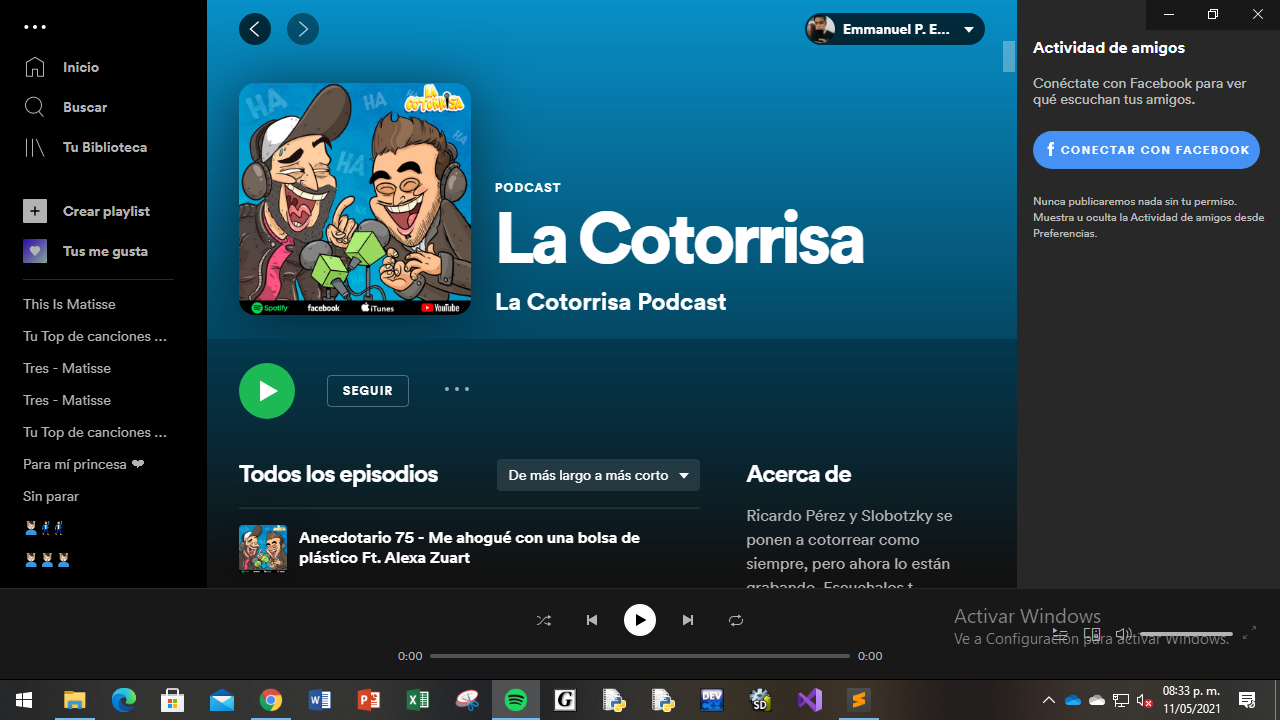 Inicio
Buscar
Tu Biblioteca
Crear playlist
Tus me gusta
This Is Matisse
Tu Top de canciones ...
Tres - Matisse
Tres - Matisse
Tu Top de canciones ...
Para mí princesa ❤
Sin parar
Emmanuel P. E...
HA
HA
HA
HA
LA COTORRISA
Spotify
facebook
iTunes
YouTube
PODCAST
La Cotorrisa
La Cotorrisa Podcast
SEGUIR
Todos los episodios
De más largo a más corto
Anecdotario 75 - Me ahogué con una bolsa de
plástico Ft. Alexa Zuart
Acerca de
Ricardo Pérez y Slobotzky se
ponen a cotorrear como
siempre, pero ahora lo están
grabando. Escuchalos t
Actividad de amigos
Conéctate con Facebook para ver
qué escuchan tus amigos.
f CONECTAR CON FACEBOOK
Nunca publicaremos nada sin tu permiso.
Muestra u oculta la Actividad de amigos desde
Preferencias.
0:00
0:00
Activar Windows
Ve a Configuración para activar Windows.
G
DEV
SD
08:33 p. m.
11/05/2021